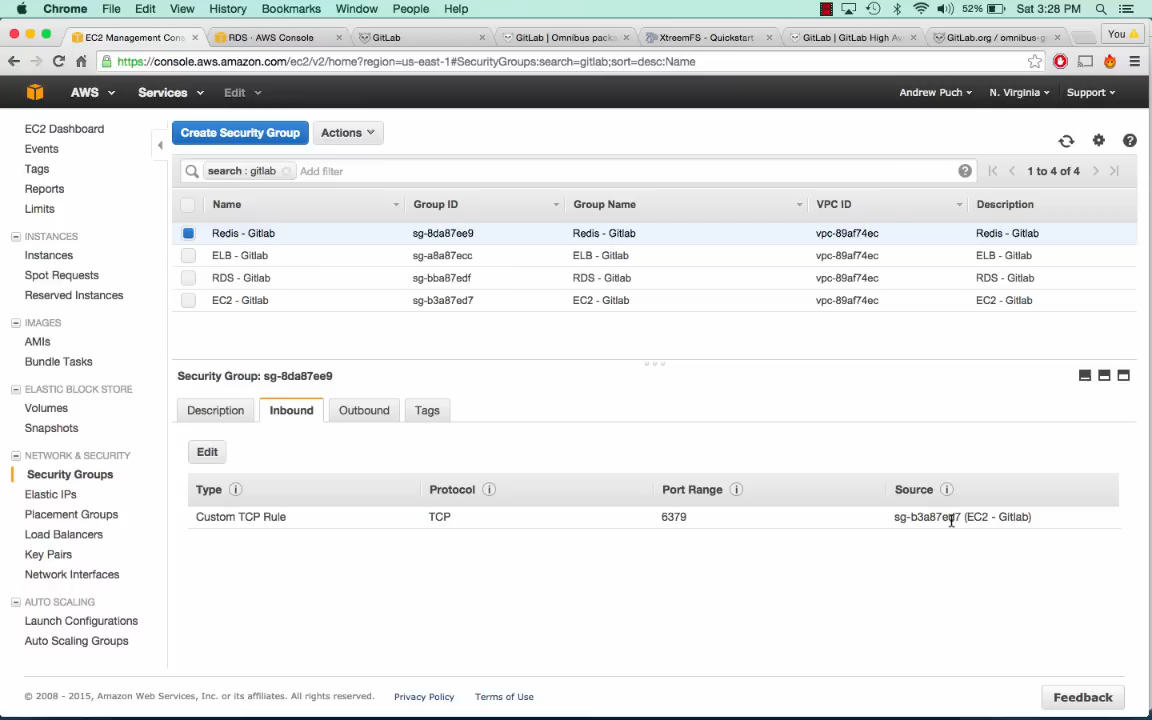 Chrome File Edit View History Bookmarks Window People Help 52% Sat 3:28 PM
EC2 Management Cons
RDS · AWS Console
GitLab
GitLab | Omnibus pack
XtreemFS - Quickstart
GitLab | GitLab High Av
GitLab.org / omnibus-g
You
https://console.aws.amazon.com/ec2/v2/home?region=us-east-1#SecurityGroups:search=gitlab;sort=desc:Name
AWS Services Edit Andrew Puch N. Virginia Support
EC2 Dashboard
Events
Tags
Reports
Limits
INSTANCES
Instances
Spot Requests
Reserved Instances
IMAGES
AMIs
Bundle Tasks
ELASTIC BLOCK STORE
Volumes
Snapshots
NETWORK & SECURITY
Security Groups
Elastic IPs
Placement Groups
Load Balancers
Key Pairs
Network Interfaces
AUTO SCALING
Launch Configurations
Auto Scaling Groups
Create Security Group Actions
search : gitlab Add filter 1 to 4 of 4
Name Group ID Group Name VPC ID Description
Redis - Gitlab sg-8da87ee9 Redis - Gitlab vpc-89af74ec Redis - Gitlab
ELB - Gitlab sg-a8a87ecc ELB - Gitlab vpc-89af74ec ELB - Gitlab
RDS - Gitlab sg-bba87edf RDS - Gitlab vpc-89af74ec RDS - Gitlab
EC2 - Gitlab sg-b3a87ed7 EC2 - Gitlab vpc-89af74ec EC2 - Gitlab
Security Group: sg-8da87ee9
Description Inbound Outbound Tags
Edit
Type Protocol Port Range Source
Custom TCP Rule TCP 6379 sg-b3a87ed7 (EC2 - Gitlab)
© 2008 - 2015, Amazon Web Services, Inc. or its affiliates. All rights reserved. Privacy Policy Terms of Use Feedback